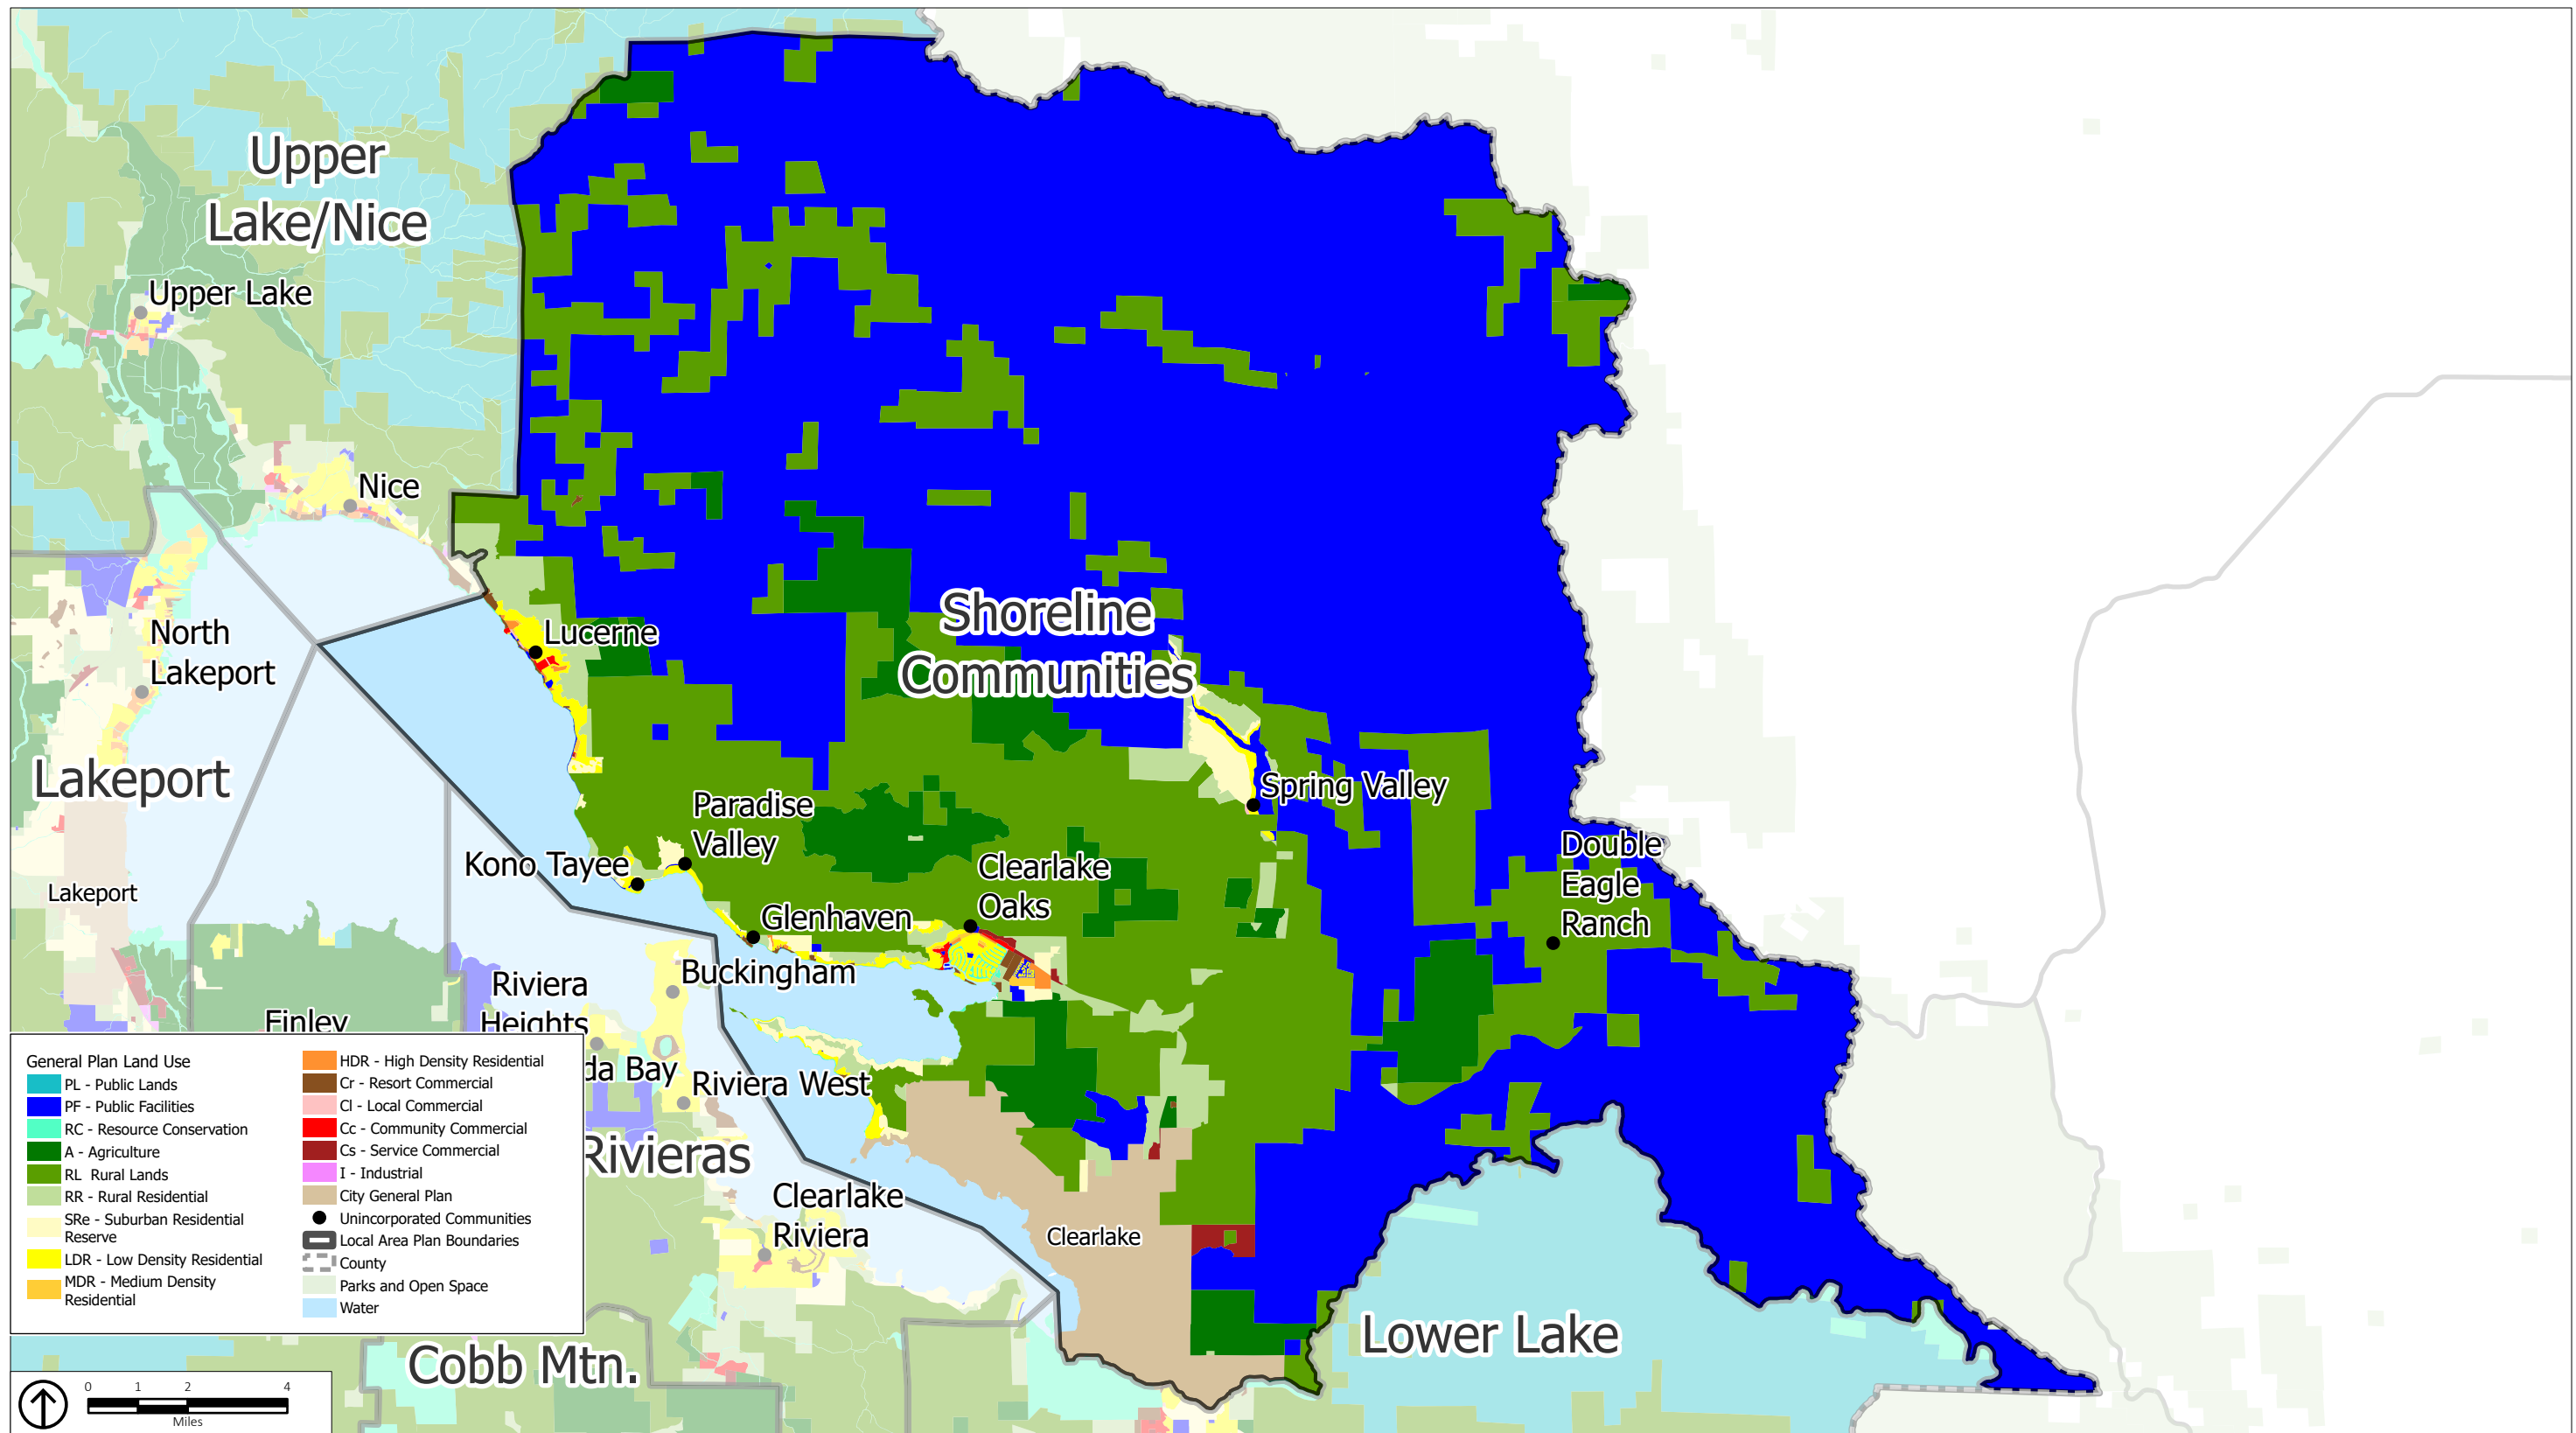 Upper
Lake/Nice
Upper Lake
Nice
North
Lakeport
Lucerne
Shoreline
Communities
Lakeport
Spring Valley
Paradise
Valley
Kono Tayee
Clearlake
Oaks
Double
Eagle
Ranch
Lakeport
Glenhaven
Buckingham
Riviera
Heights
Finley
da Bay
Riviera West
Rivieras
Clearlake
Riviera
Clearlake
Lower Lake
Cobb Mtn.
General Plan Land Use
PL - Public Lands
PF - Public Facilities
RC - Resource Conservation
A - Agriculture
RL Rural Lands
RR - Rural Residential
SRe - Suburban Residential
Reserve
LDR - Low Density Residential
MDR - Medium Density
Residential
HDR - High Density Residential
Cr - Resort Commercial
Cl - Local Commercial
Cc - Community Commercial
Cs - Service Commercial
I - Industrial
City General Plan
Unincorporated Communities
Local Area Plan Boundaries
County
Parks and Open Space
Water
0 1 2 4
Miles